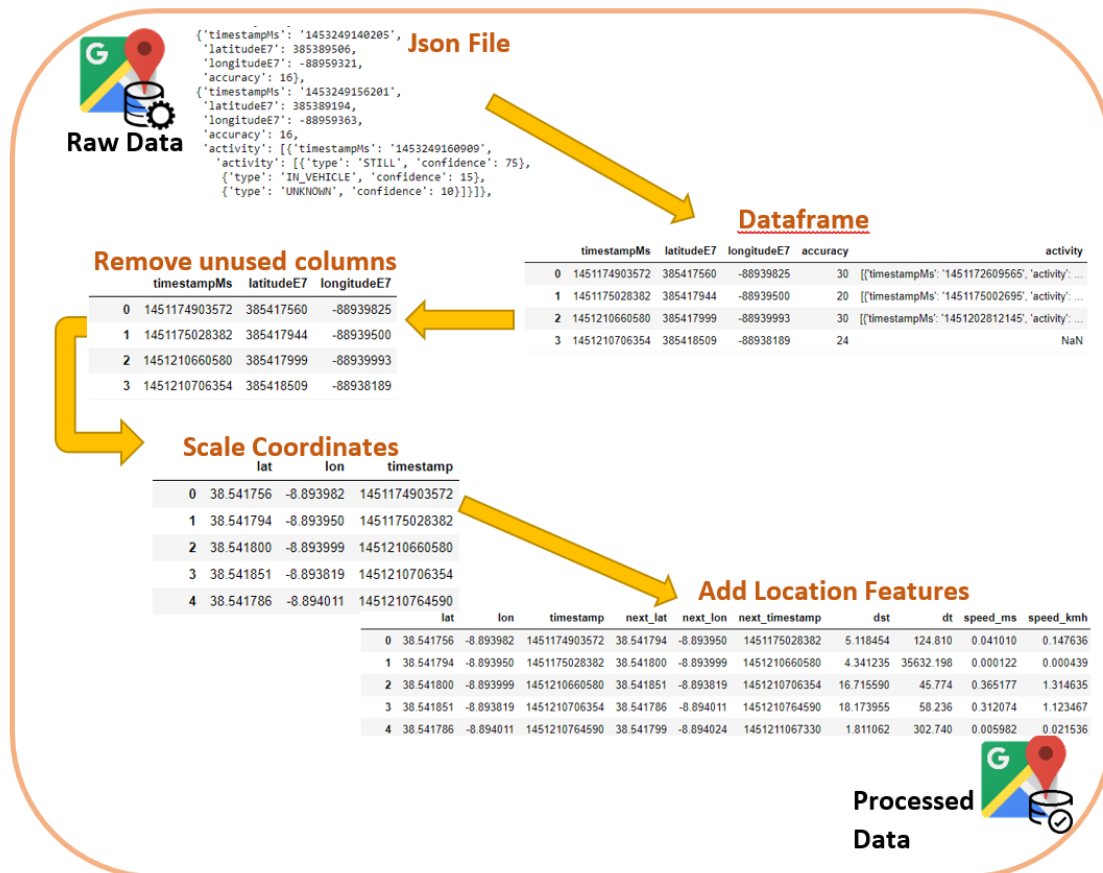 {'timestampMs': '1453249140205',
'latitudeE7': 385389506,
'longitudeE7': -88959321,
'accuracy': 16},
{'timestampMs': '1453249156201',
'latitudeE7': 385389194,
'longitudeE7': -88959363,
'accuracy': 16,
'activity': [{'timestampMs': '1453249160909',
'activity': [{'type': 'STILL', 'confidence': 75},
{'type': 'IN_VEHICLE', 'confidence': 15},
{'type': 'UNKNOWN', 'confidence': 10}]}]},
Json File
G
Raw Data
Dataframe
timestampMs latitudeE7 longitudeE7 accuracy activity
0 1451174903572 385417560 -88939825 30 [{'timestampMs': '1451172609565', 'activity': ...
1 1451175028382 385417944 -88939500 20 [{'timestampMs': '1451175002695', 'activity': ...
2 1451210660580 385417999 -88939993 30 [{'timestampMs': '1451202812145', 'activity': ...
3 1451210706354 385418509 -88938189 24 NaN
Remove unused columns
timestampMs latitudeE7 longitudeE7
0 1451174903572 385417560 -88939825
1 1451175028382 385417944 -88939500
2 1451210660580 385417999 -88939993
3 1451210706354 385418509 -88938189
Scale Coordinates
lat lon timestamp
0 38.541756 -8.893982 1451174903572
1 38.541794 -8.893950 1451175028382
2 38.541800 -8.893999 1451210660580
3 38.541851 -8.893819 1451210706354
4 38.541786 -8.894011 1451210764590
Add Location Features
lat lon timestamp next_lat next_lon next_timestamp dst dt speed_ms speed_kmh
0 38.541756 -8.893982 1451174903572 38.541794 -8.893950 1451175028382 5.118454 124.810 0.041010 0.147636
1 38.541794 -8.893950 1451175028382 38.541800 -8.893999 1451210660580 4.341235 35632.198 0.000122 0.000439
2 38.541800 -8.893999 1451210660580 38.541851 -8.893819 1451210706354 16.715590 45.774 0.365177 1.314635
3 38.541851 -8.893819 1451210706354 38.541786 -8.894011 1451210764590 18.173955 58.236 0.312074 1.123467
4 38.541786 -8.894011 1451210764590 38.541799 -8.894024 1451211067330 1.811062 302.740 0.005982 0.021536
G
Processed
Data